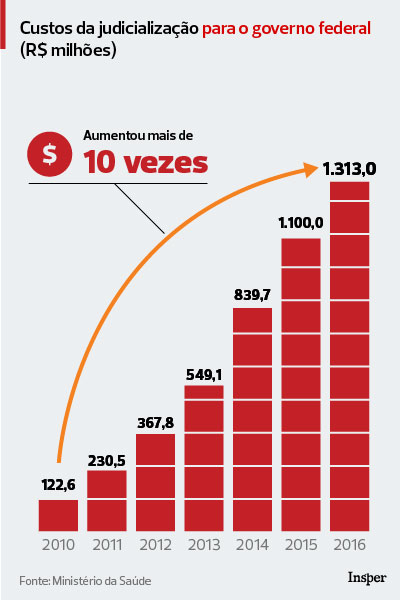 Custos da judicialização para o governo federal
(R$ milhões)
Aumentou mais de
$ 10 vezes
1.313,0
1.100,0
839,7
549,1
367,8
230,5
122,6
2010 2011 2012 2013 2014 2015 2016
Fonte: Ministério da Saúde
Insper